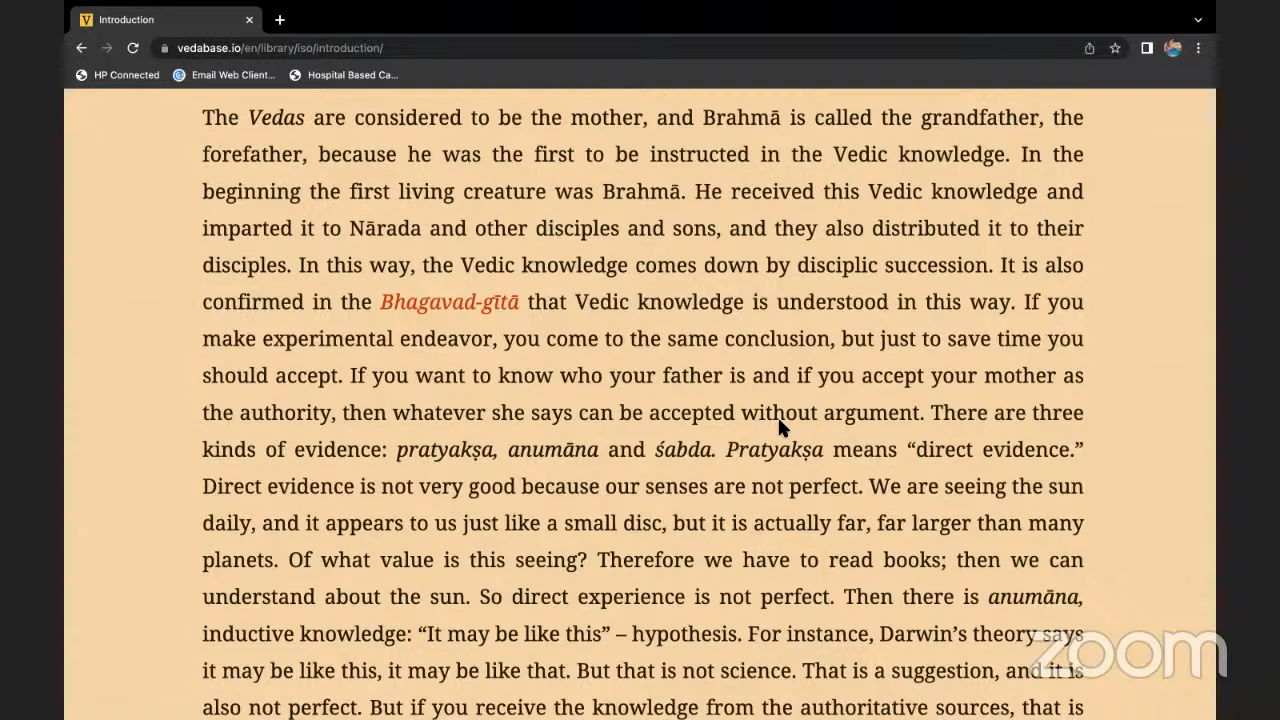 Introduction
vedabase.io/en/library/iso/introduction/
HP Connected Email Web Client... Hospital Based Ca...
The Vedas are considered to be the mother, and Brahmā is called the grandfather, the
forefather, because he was the first to be instructed in the Vedic knowledge. In the
beginning the first living creature was Brahmā. He received this Vedic knowledge and
imparted it to Nārada and other disciples and sons, and they also distributed it to their
disciples. In this way, the Vedic knowledge comes down by disciplic succession. It is also
confirmed in the Bhagavad-gītā that Vedic knowledge is understood in this way. If you
make experimental endeavor, you come to the same conclusion, but just to save time you
should accept. If you want to know who your father is and if you accept your mother as
the authority, then whatever she says can be accepted without argument. There are three
kinds of evidence: pratyakṣa, anumāna and śabda. Pratyakṣa means “direct evidence.”
Direct evidence is not very good because our senses are not perfect. We are seeing the sun
daily, and it appears to us just like a small disc, but it is actually far, far larger than many
planets. Of what value is this seeing? Therefore we have to read books; then we can
understand about the sun. So direct experience is not perfect. Then there is anumāna,
inductive knowledge: “It may be like this” – hypothesis. For instance, Darwin’s theory says
it may be like this, it may be like that. But that is not science. That is a suggestion, and it is
also not perfect. But if you receive the knowledge from the authoritative sources, that is
zoom